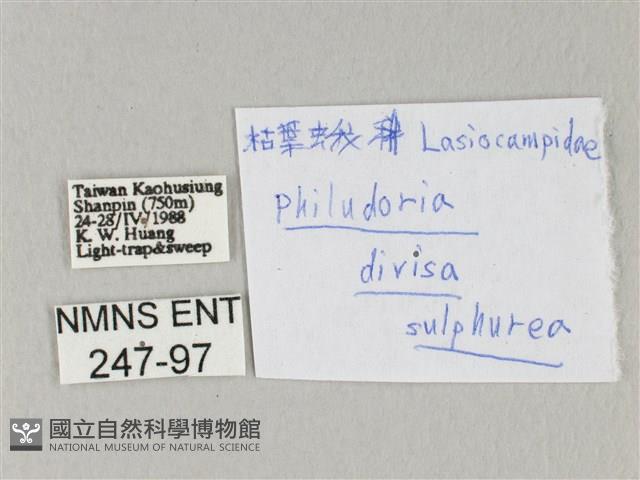 Taiwan Kaohusiung
Shanpin (750m)
24-28/IV/1988
K. W. Huang
Light-trap&sweep
NMNS ENT
247-97
枯葉蛾科 Lasiocampidae
philudoria
divisa
sulphurea
國立自然科學博物館
NATIONAL MUSEUM OF NATURAL SCIENCE